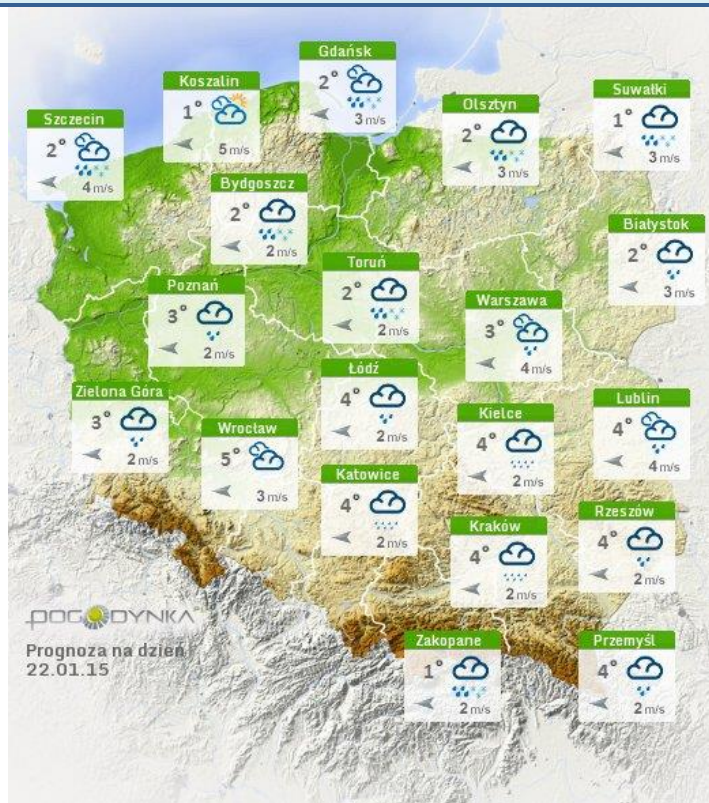 Gdańsk
2°
3 m/s
Koszalin
1°
5 m/s
Suwałki
1°
3 m/s
Olsztyn
2°
3 m/s
Szczecin
2°
4 m/s
Bydgoszcz
2°
2 m/s
Białystok
2°
3 m/s
Toruń
2°
2 m/s
Poznań
3°
2 m/s
Warszawa
3°
4 m/s
Łódź
4°
2 m/s
Zielona Góra
3°
2 m/s
Lublin
4°
4 m/s
Kielce
4°
2 m/s
Wrocław
5°
3 m/s
Katowice
4°
2 m/s
Rzeszów
4°
2 m/s
Kraków
4°
2 m/s
POGODYNKA
Prognoza na dzień
22.01.15
Zakopane
1°
2 m/s
Przemyśl
4°
2 m/s